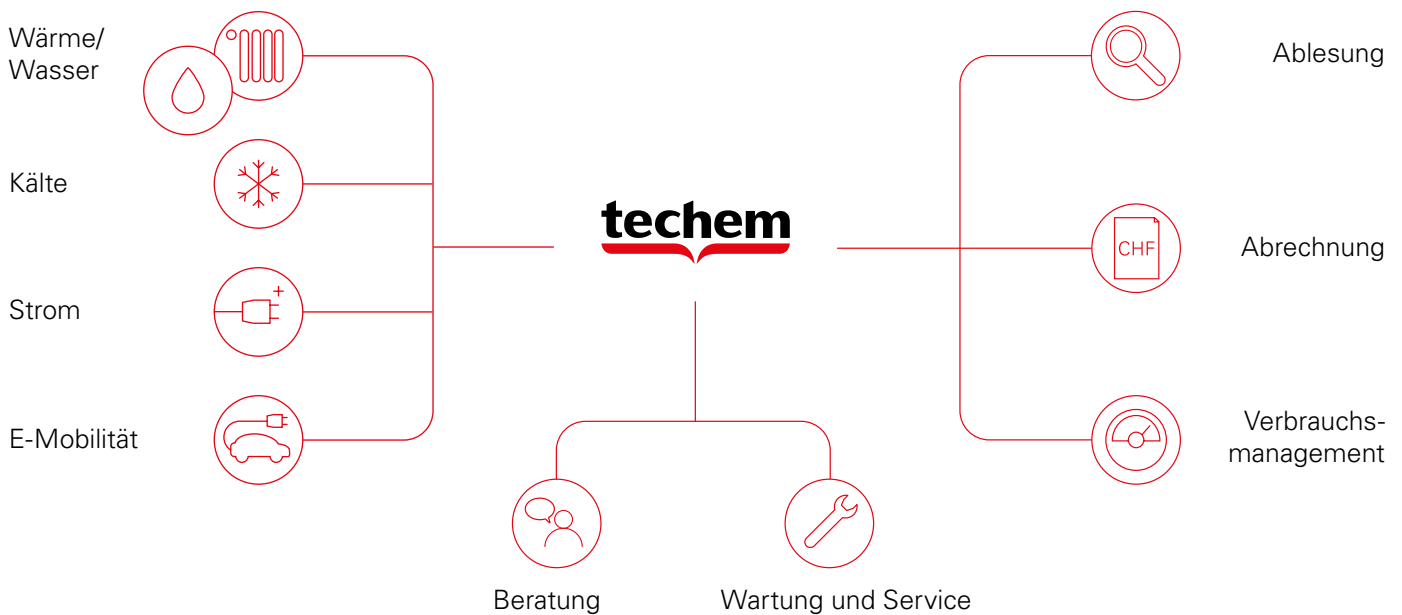 Wärme/
Wasser
Kälte
Strom
E-Mobilität
techem
Ablesung
CHF
Abrechnung
Verbrauchs-
management
Beratung
Wartung und Service